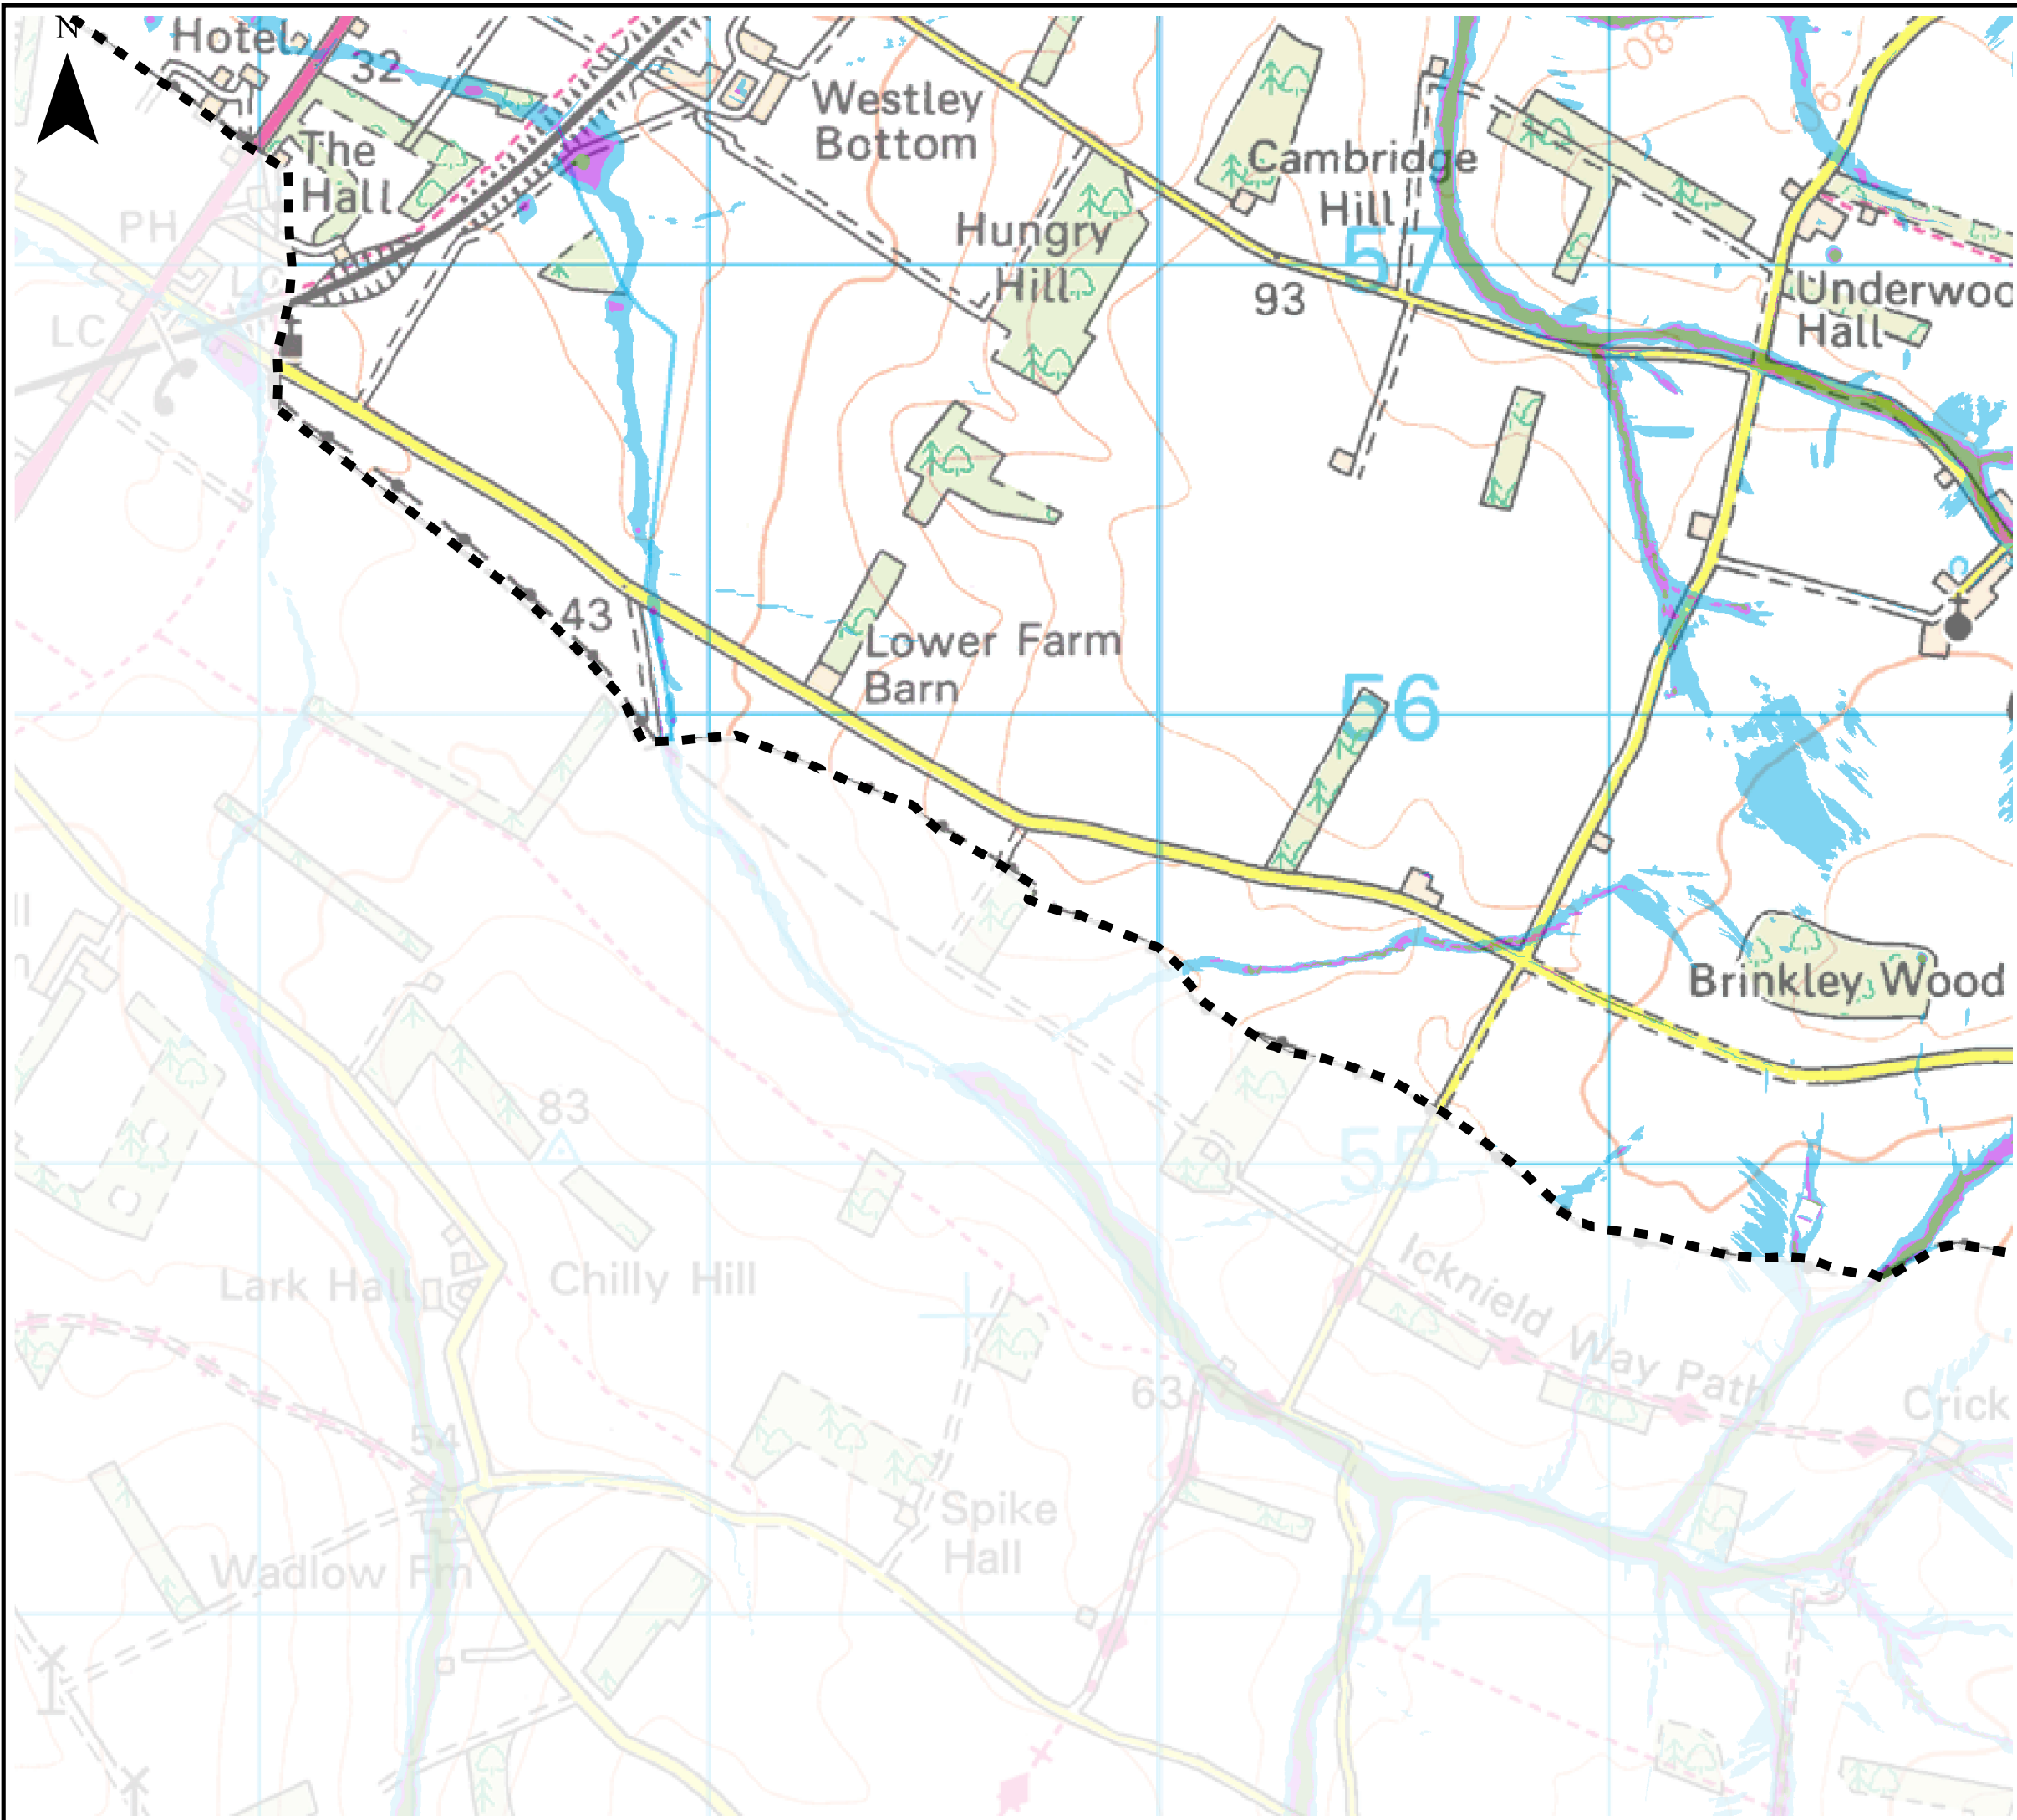 N
Hotel
32
The
Hall
Westley
Bottom
Cambridge
Hill
80
PH
Hungry
Hill
57
93
Hall
LC
LC
43
Lower Farm
Barn
56
Brinkley Wood
83
55
Lark Hall
Chilly Hill
Icknield Way Path
63
54
Spike
Hall
Wadlow Fm
54